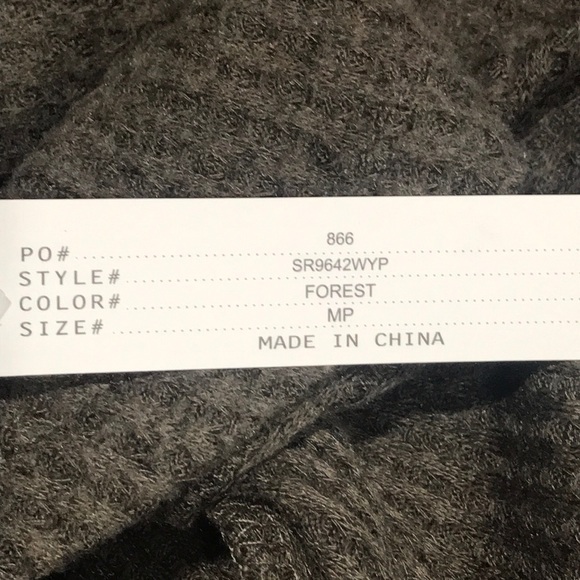 PO# 866
STYLE# SR9642WYP
COLOR# FOREST
SIZE# MP
MADE IN CHINA